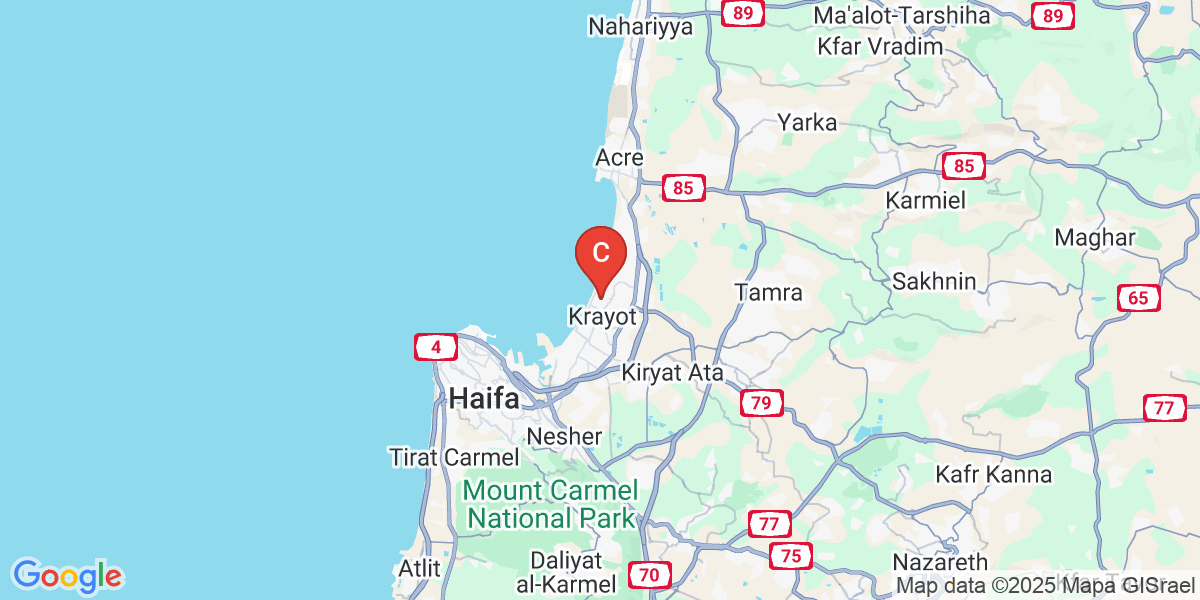 89
Ma'alot-Tarshiha
89
Nahariyya
Kfar Vradim
Yarka
Acre
85
85
Karmiel
Maghar
C
Sakhnin
Tamra
65
Krayot
4
Kiryat Ata
Haifa
79
77
Nesher
Tirat Carmel
Kafr Kanna
Mount Carmel
National Park
77
75
Daliyat
al-Karmel
Atlit
70
Nazareth
Google
Map data ©2025 Mapa GISrael